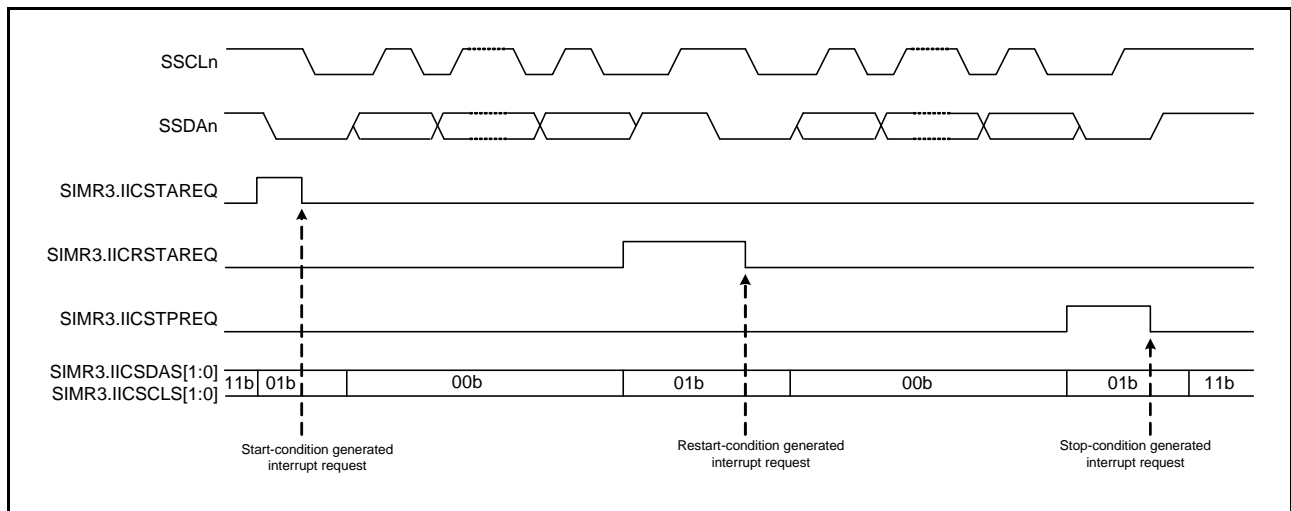 SSCLn
SSDAn
SIMR3.IICSTAREQ
SIMR3.IICRSTAREQ
SIMR3.IICSTPREQ
SIMR3.IICSDAS[1:0]
SIMR3.IICSCLS[1:0]
11b 01b 00b 01b 00b 01b 11b
Start-condition generated
interrupt request
Restart-condition generated
interrupt request
Stop-condition generated
interrupt request